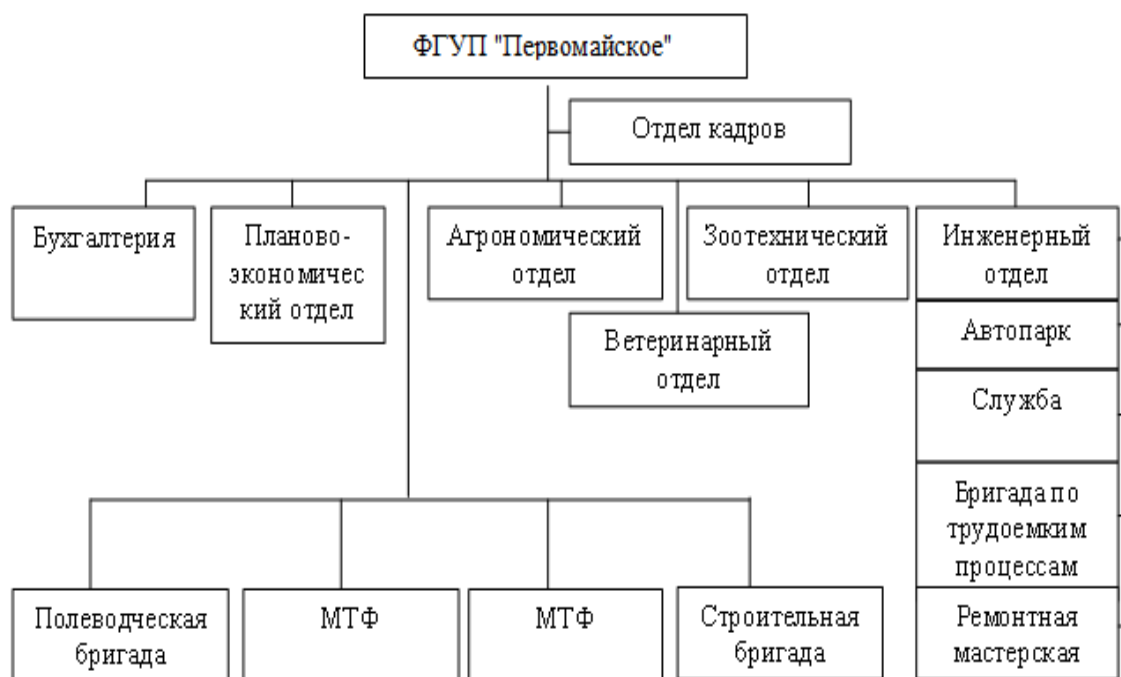 ФГУП "Первомайское"
Отдел кадров
Бухгалтерия
Планово-
экономичес
кий отдел
Агрономический
отдел
Зоотехнический
отдел
Инженерный
отдел
Ветеринарный
отдел
Автопарк
Служба
Бригада по
трудоемким
процессам
Полеводческая
бригада
МТФ
МТФ
Строительная
бригада
Ремонтная
мастерская